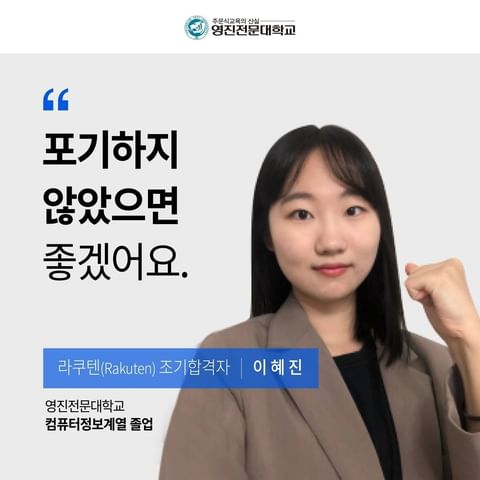 주문식교육의 산실
영진전문대학교
포기하지
않았으면
좋겠어요.
라쿠텐(Rakuten) 조기합격자 | 이혜진
영진전문대학교
컴퓨터정보계열 졸업